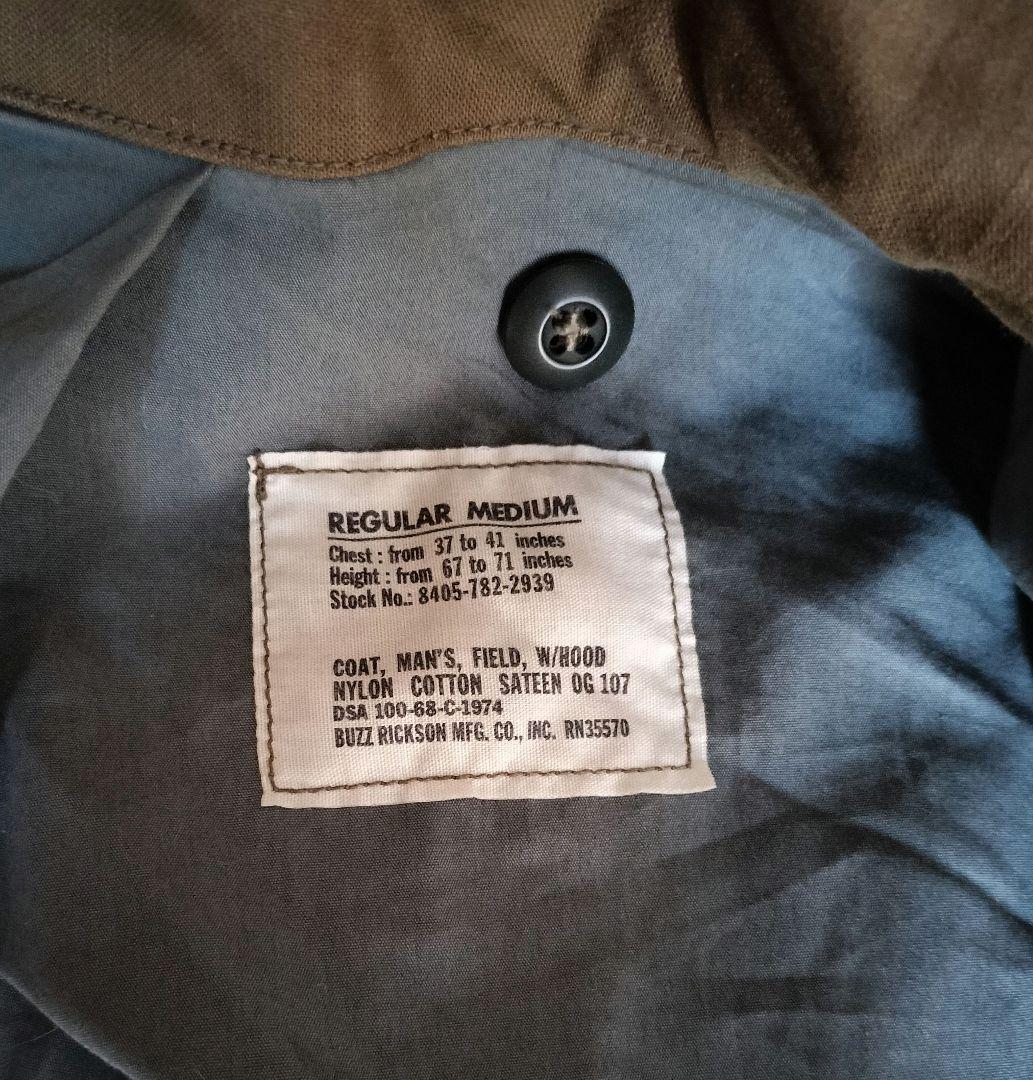 REGULAR MEDIUM
Chest : from 37 to 41 inches
Height : from 67 to 71 inches
Stock No.: 8405-782-2939
COAT, MAN'S, FIELD, W/HOOD
NYLON COTTON SATEEN OG 107
DSA 100-68-C-1974
BUZZ RICKSON MFG. CO., INC. RN35570